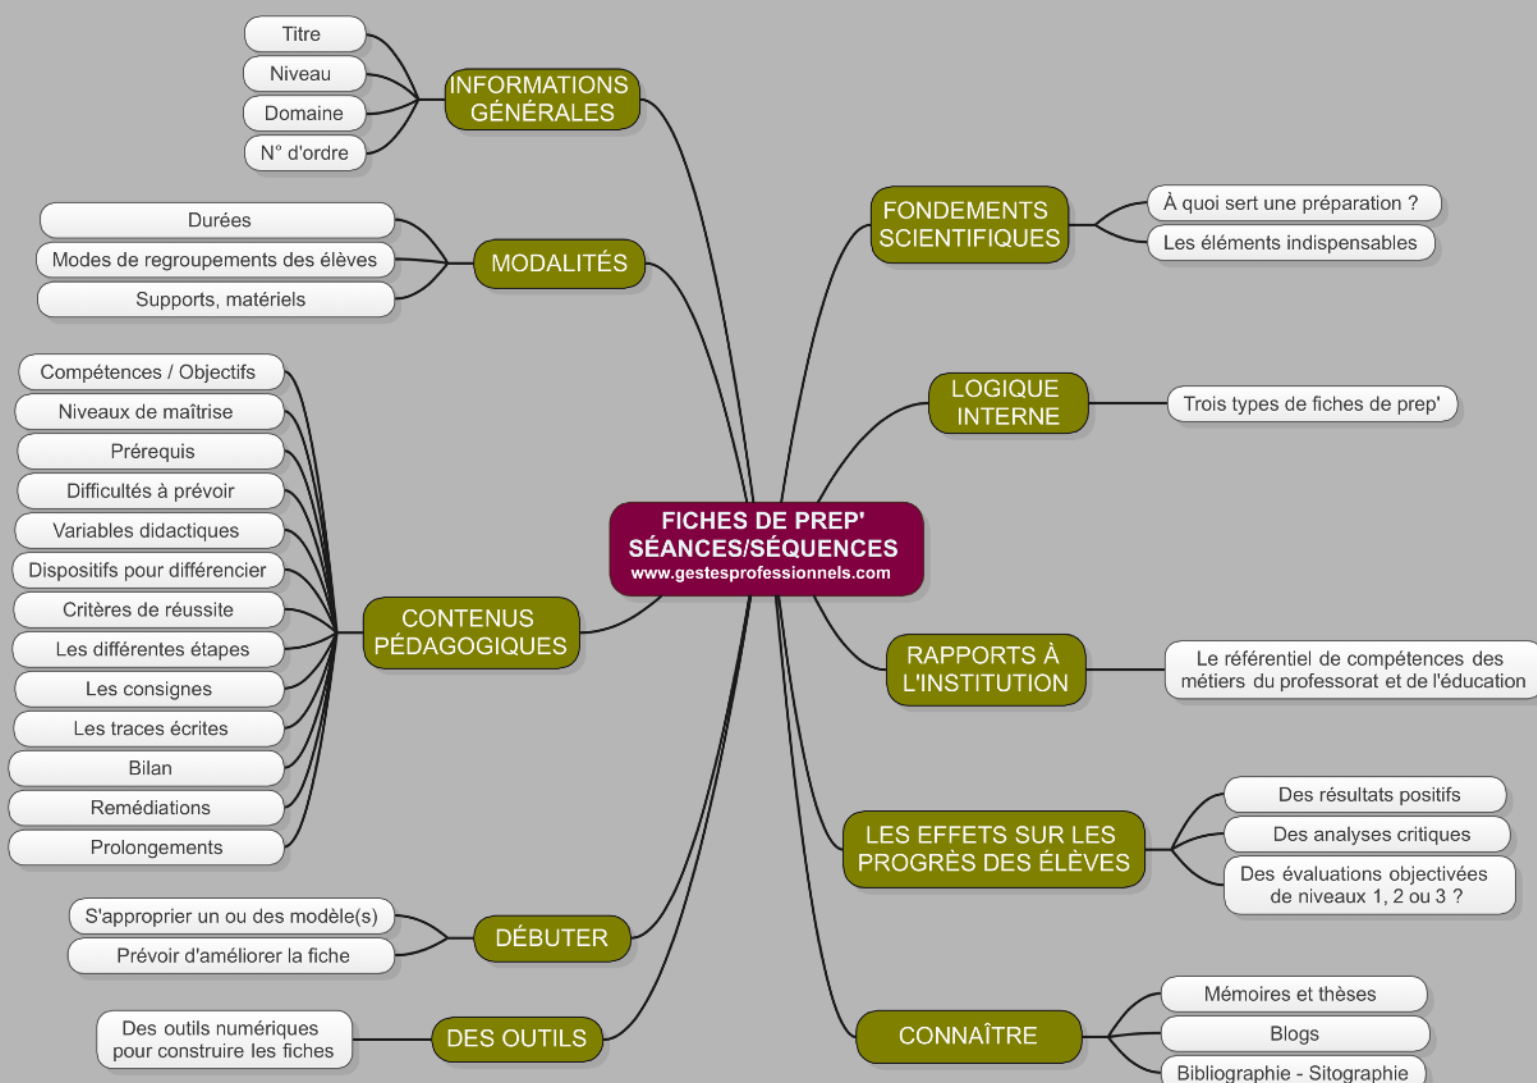 Titre
Niveau
Domaine
N° d'ordre
INFORMATIONS
GÉNÉRALES
Durées
Modes de regroupements des élèves
Supports, matériels
MODALITÉS
Compétences / Objectifs
Niveaux de maîtrise
Prérequis
Difficultés à prévoir
Variables didactiques
Dispositifs pour différencier
Critères de réussite
Les différentes étapes
Les consignes
Les traces écrites
Bilan
Remédiations
Prolongements
CONTENUS
PÉDAGOGIQUES
S'approprier un ou des modèle(s)
Prévoir d'améliorer la fiche
DÉBUTER
Des outils numériques
pour construire les fiches
DES OUTILS
FICHES DE PREP'
SÉANCES/SÉQUENCES
www.gestesprofessionnels.com
FONDEMENTS
SCIENTIFIQUES
À quoi sert une préparation ?
Les éléments indispensables
LOGIQUE
INTERNE
Trois types de fiches de prep'
RAPPORTS À
L'INSTITUTION
Le référentiel de compétences des
métiers du professorat et de l'éducation
LES EFFETS SUR LES
PROGRÈS DES ÉLÈVES
Des résultats positifs
Des analyses critiques
Des évaluations objectivées
de niveaux 1, 2 ou 3 ?
CONNAÎTRE
Mémoires et thèses
Blogs
Bibliographie - Sitographie